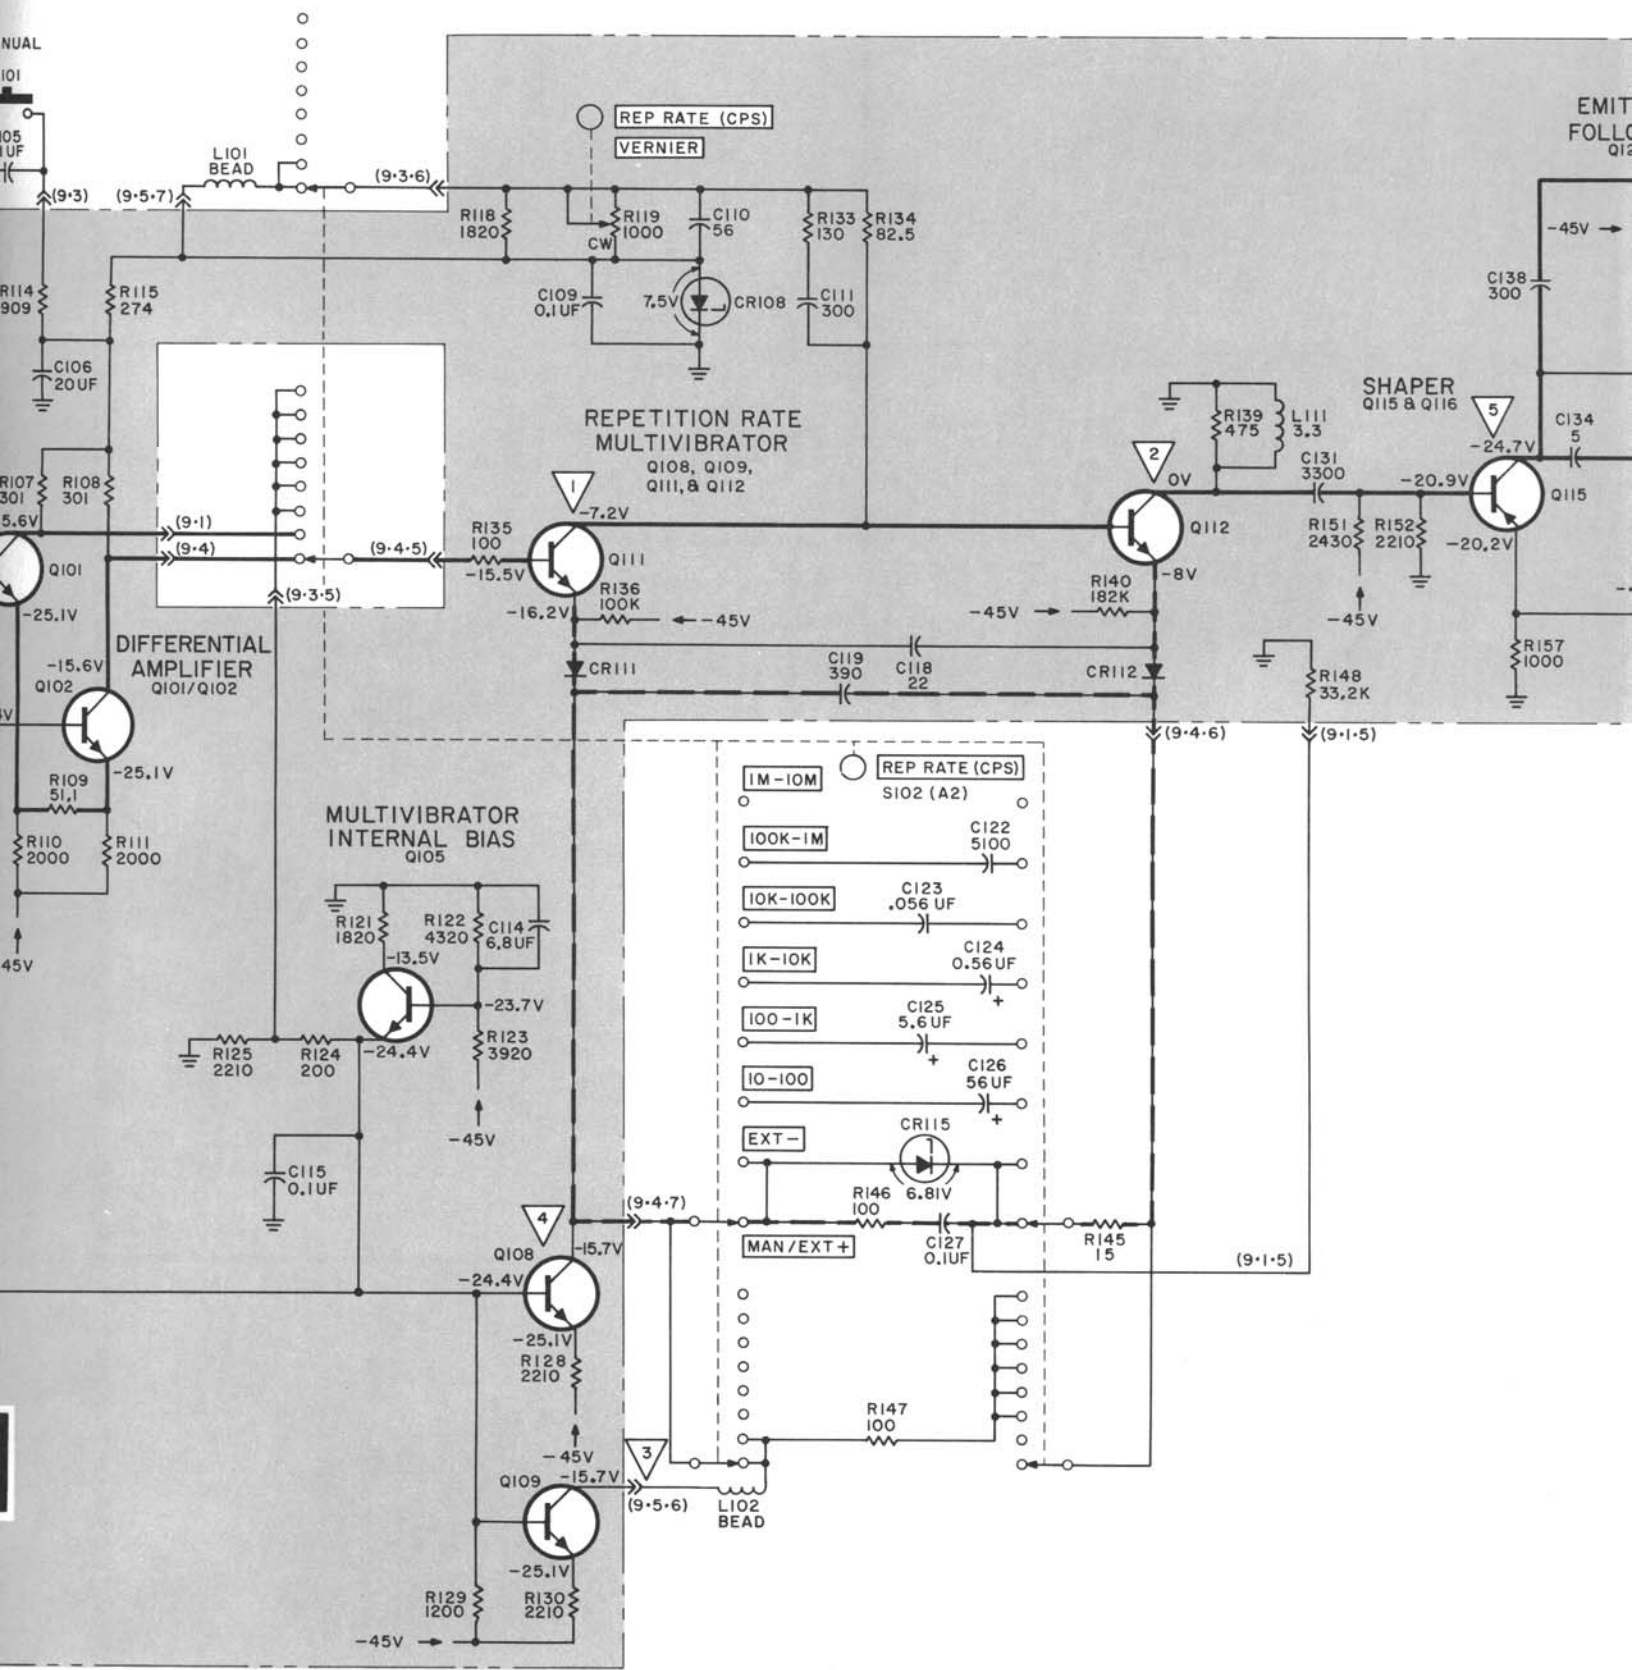 NUAL
REP RATE (CPS)
VERNIER
EMIT
FOLLO
L101
BEAD
(9·3·6)
(9·3)
(9·5·7)
R118
1820
R119
1000
CW
C110
56
R133
130
R134
82.5
-45V
R114
909
R115
274
C109
0.1UF
7.5V
CR108
C111
300
C138
300
C106
20UF
REPETITION RATE
MULTIVIBRATOR
Q108, Q109,
Q111, & Q112
R139
475
L111
3.3
SHAPER
Q115 & Q116
5
-24.7V
C134
5
R107
301
R108
301
1
-7.2V
2
0V
C131
3300
-20.9V
Q115
5.6V
(9·1)
(9·4)
(9·4·5)
R135
100
-15.5V
Q111
Q112
R151
2430
R152
2210
-20.2V
Q101
-25.1V
(9·3·5)
-16.2V
R136
100K
-45V
-8V
R140
182K
-45V
-45V
DIFFERENTIAL
AMPLIFIER
Q101/Q102
-15.6V
Q102
CR111
C119
390
C118
22
CR112
R148
33.2K
R157
1000
-25.1V
(9·4·6)
(9·1·5)
R109
51.1
1M-10M
REP RATE (CPS)
S102 (A2)
MULTIVIBRATOR
INTERNAL BIAS
Q105
R110
2000
R111
2000
100K-1M
C122
5100
10K-100K
C123
.056 UF
R121
1820
R122
4320
C114
6.8UF
45V
-13.5V
1K-10K
C124
0.56UF
+
-23.7V
100-1K
C125
5.6UF
+
R125
2210
R124
200
-24.4V
R123
3920
10-100
C126
56UF
+
-45V
EXT-
CR115
6.81V
C115
0.1UF
R146
100
(9·4·7)
4
MAN/EXT+
C127
0.1UF
R145
15
(9·1·5)
Q108
-15.7V
-24.4V
-25.1V
R128
2210
R147
100
-45V
3
Q109
-15.7V
(9·5·6)
L102
BEAD
-25.1V
R129
1200
R130
2210
-45V